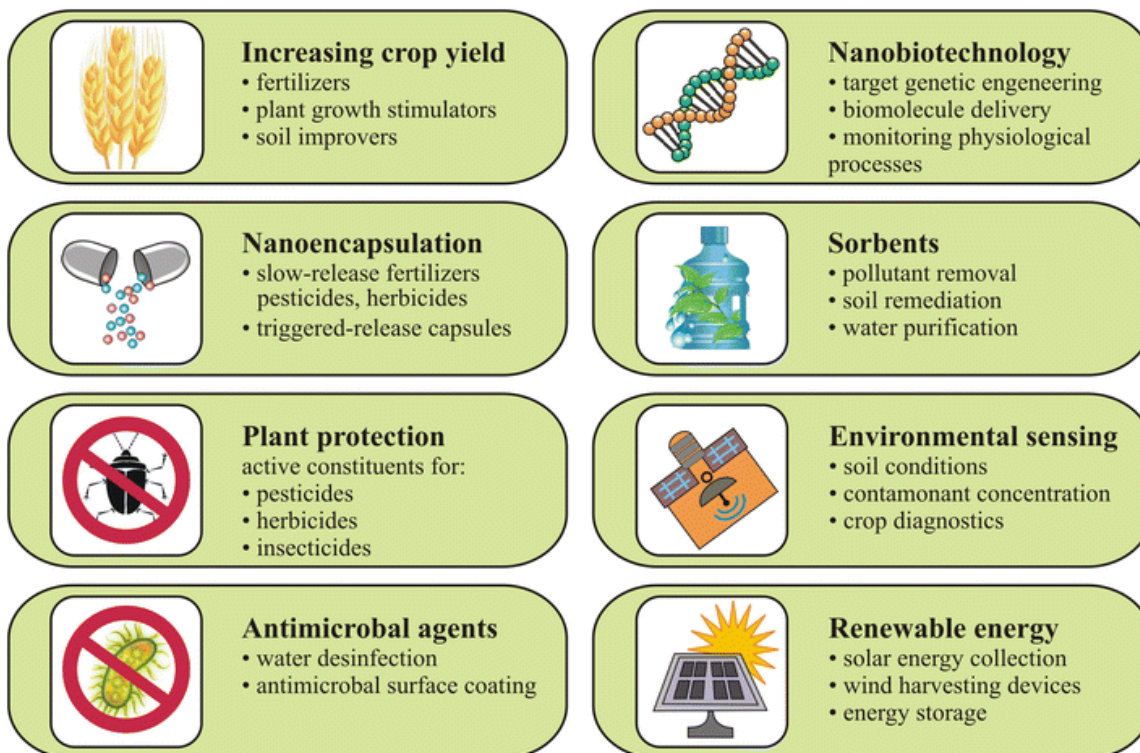 Increasing crop yield
• fertilizers
• plant growth stimulators
• soil improvers
Nanobiotechnology
• target genetic engeneering
• biomolecule delivery
• monitoring physiological
processes
Nanoencapsulation
• slow-release fertilizers
pesticides, herbicides
• triggered-release capsules
Sorbents
• pollutant removal
• soil remediation
• water purification
Plant protection
active constituents for:
• pesticides
• herbicides
• insecticides
Environmental sensing
• soil conditions
• contamonant concentration
• crop diagnostics
Antimicrobial agents
• water desinfection
• antimicrobial surface coating
Renewable energy
• solar energy collection
• wind harvesting devices
• energy storage